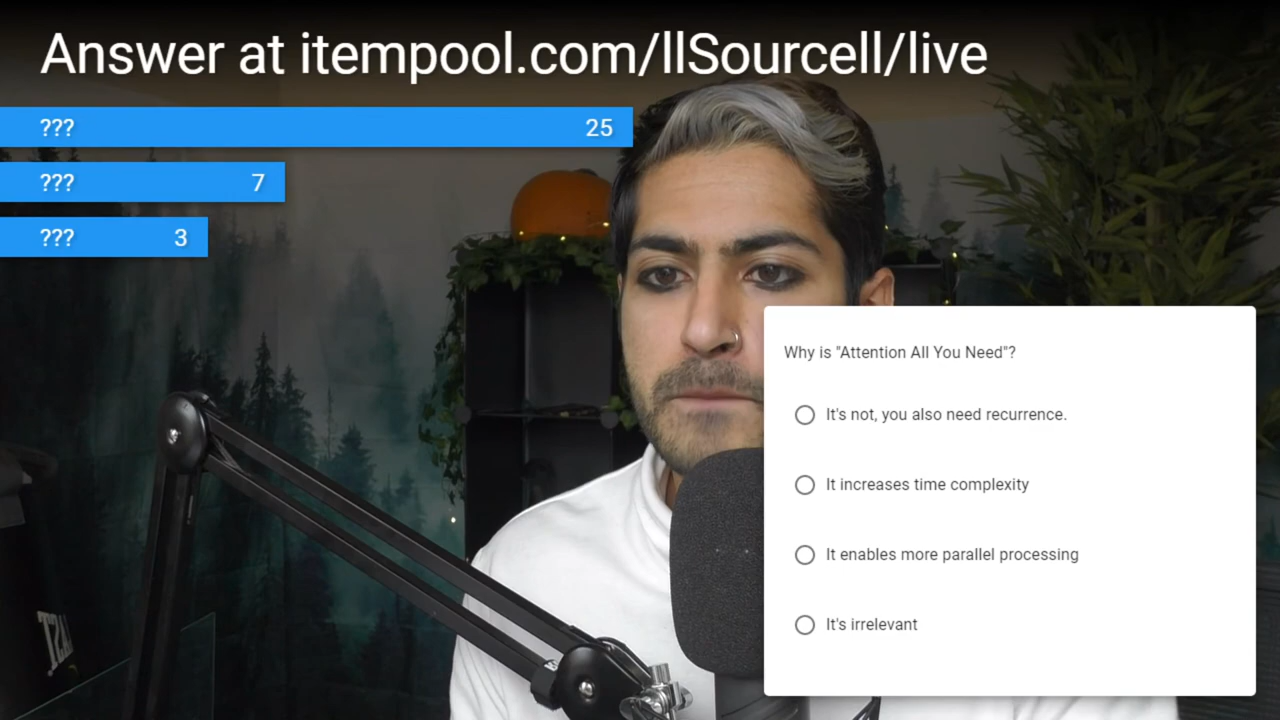 Answer at itempool.com/llSourcell/live
??? 25
??? 7
??? 3
Why is "Attention All You Need"?
It's not, you also need recurrence.
It increases time complexity
It enables more parallel processing
It's irrelevant